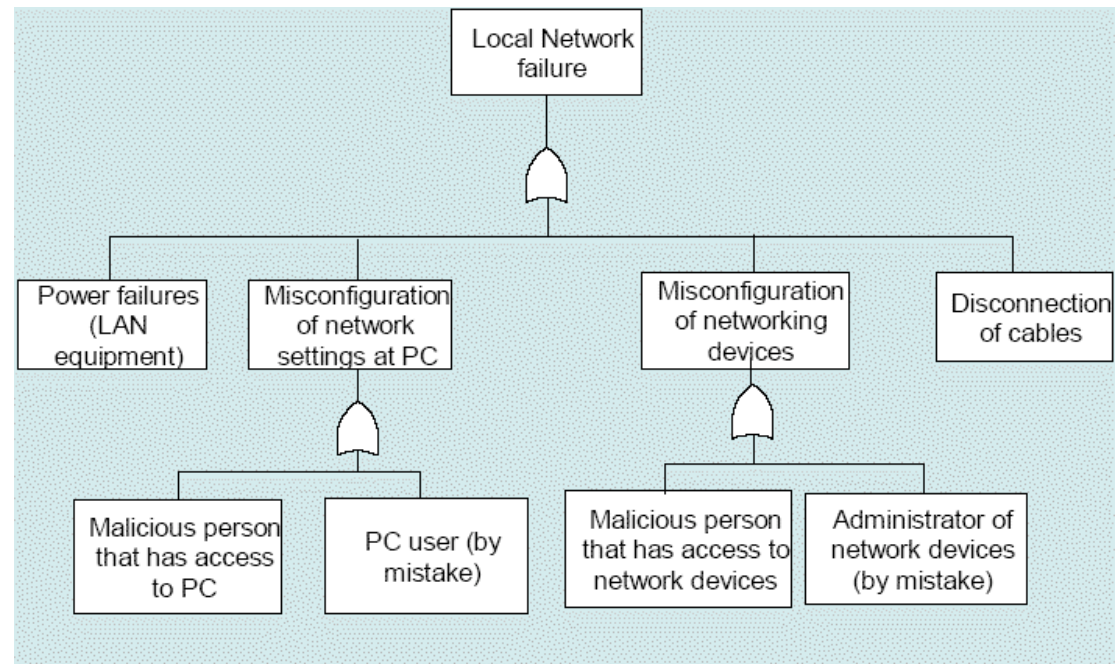 Local Network
failure
Power failures
(LAN
equipment)
Misconfiguration
of network
settings at PC
Misconfiguration
of networking
devices
Disconnection
of cables
Malicious person
that has access
to PC
PC user (by
mistake)
Malicious person
that has access to
network devices
Administrator of
network devices
(by mistake)